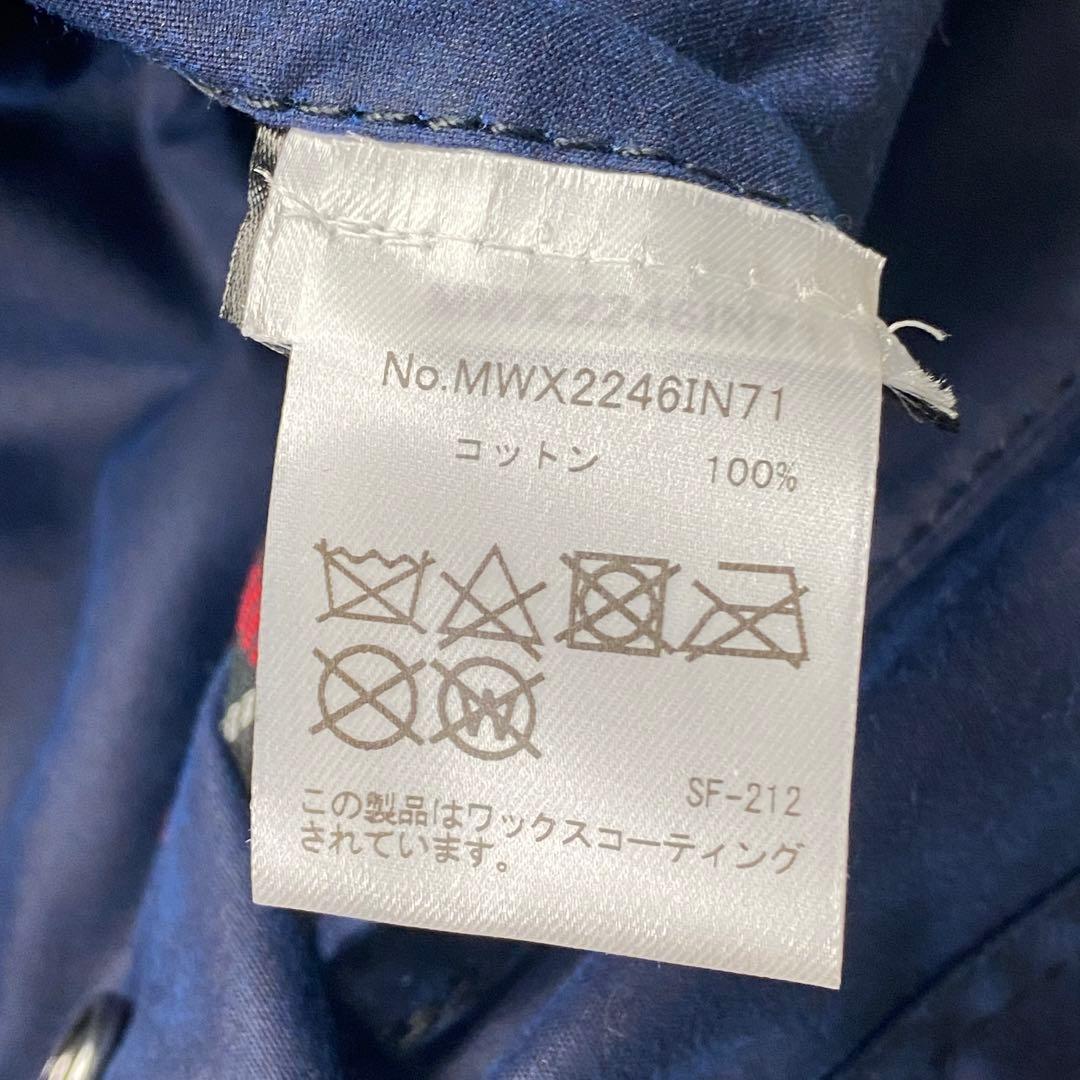 No.MWX2246IN71
コットン 100%
W
SF-212
この製品はワックスコーティング
されています。